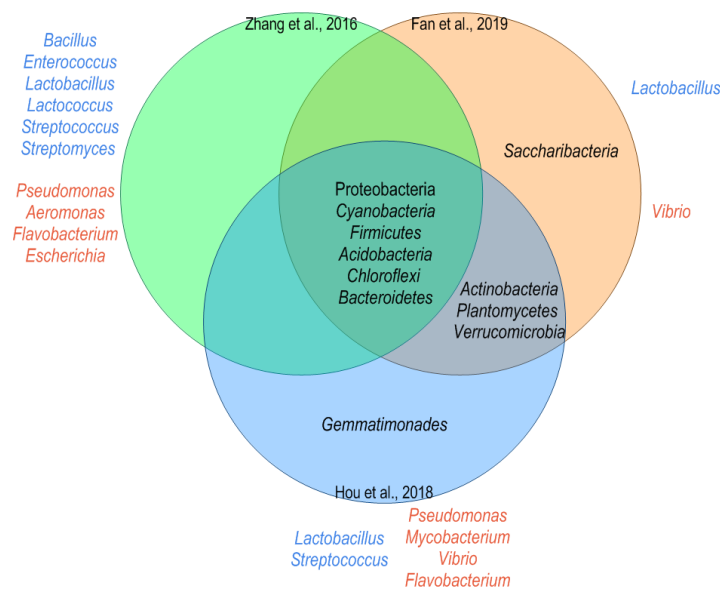 Zhang et al., 2016
Fan et al., 2019
Bacillus
Enterococcus
Lactobacillus
Lactococcus
Streptococcus
Streptomyces
Pseudomonas
Aeromonas
Flavobacterium
Escherichia
Lactobacillus
Vibrio
Saccharibacteria
Proteobacteria
Cyanobacteria
Firmicutes
Acidobacteria
Chloroflexi
Bacteroidetes
Actinobacteria
Plantomycetes
Verrucomicrobia
Gemmatimonades
Hou et al., 2018
Lactobacillus
Streptococcus
Pseudomonas
Mycobacterium
Vibrio
Flavobacterium